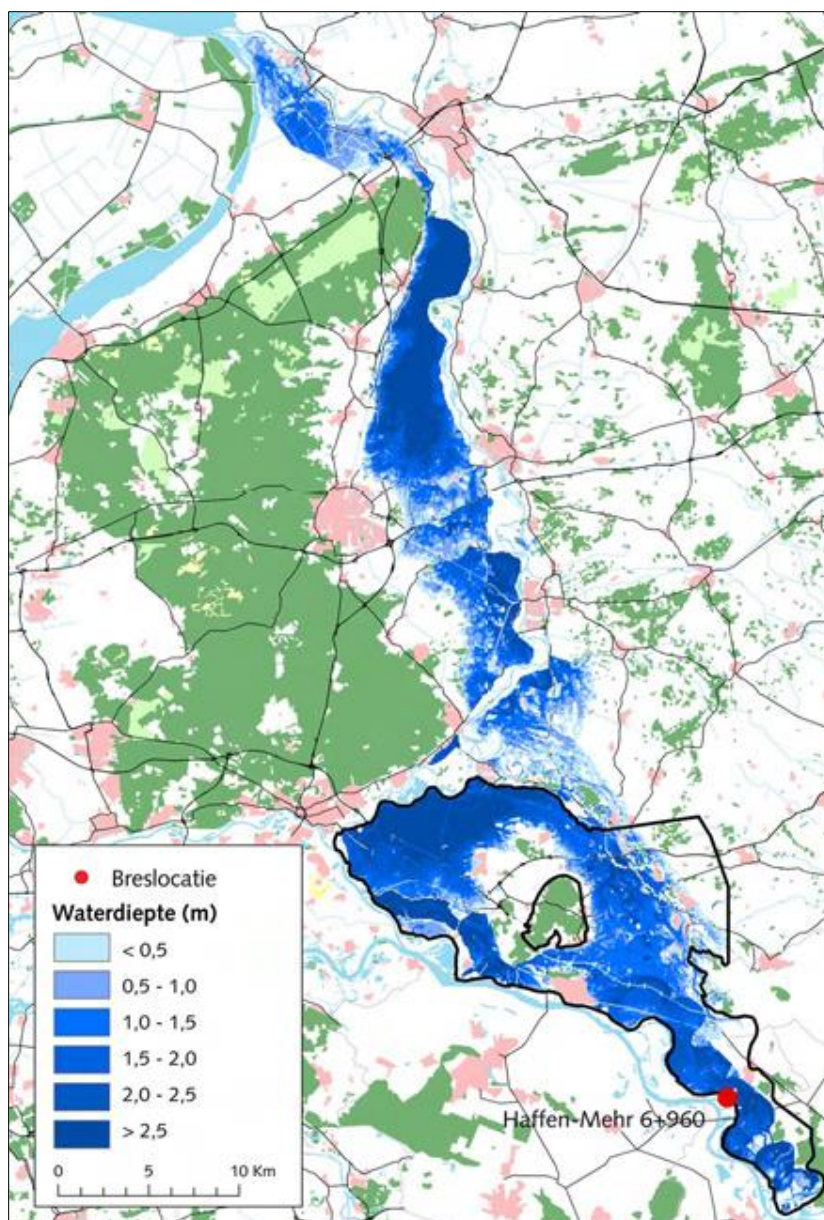 Breslocatie
Waterdiepte (m)
< 0,5
0,5 - 1,0
1,0 - 1,5
1,5 - 2,0
2,0 - 2,5
> 2,5
0 5 10 Km
Haffen-Mehr 6+960